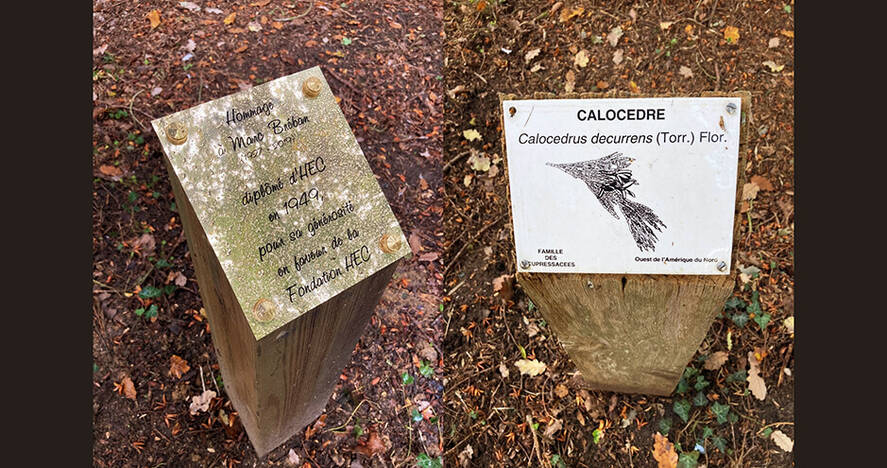 Hommage
à Marc Bréban
diplômé d'HEC
en 1949,
pour sa générosité
en faveur de la
Fondation HEC
CALOCEDRE
Calocedrus decurrens (Torr.) Flor.
FAMILLE
DES
CUPRESSACEES
Ouest de l'Amérique du Nord